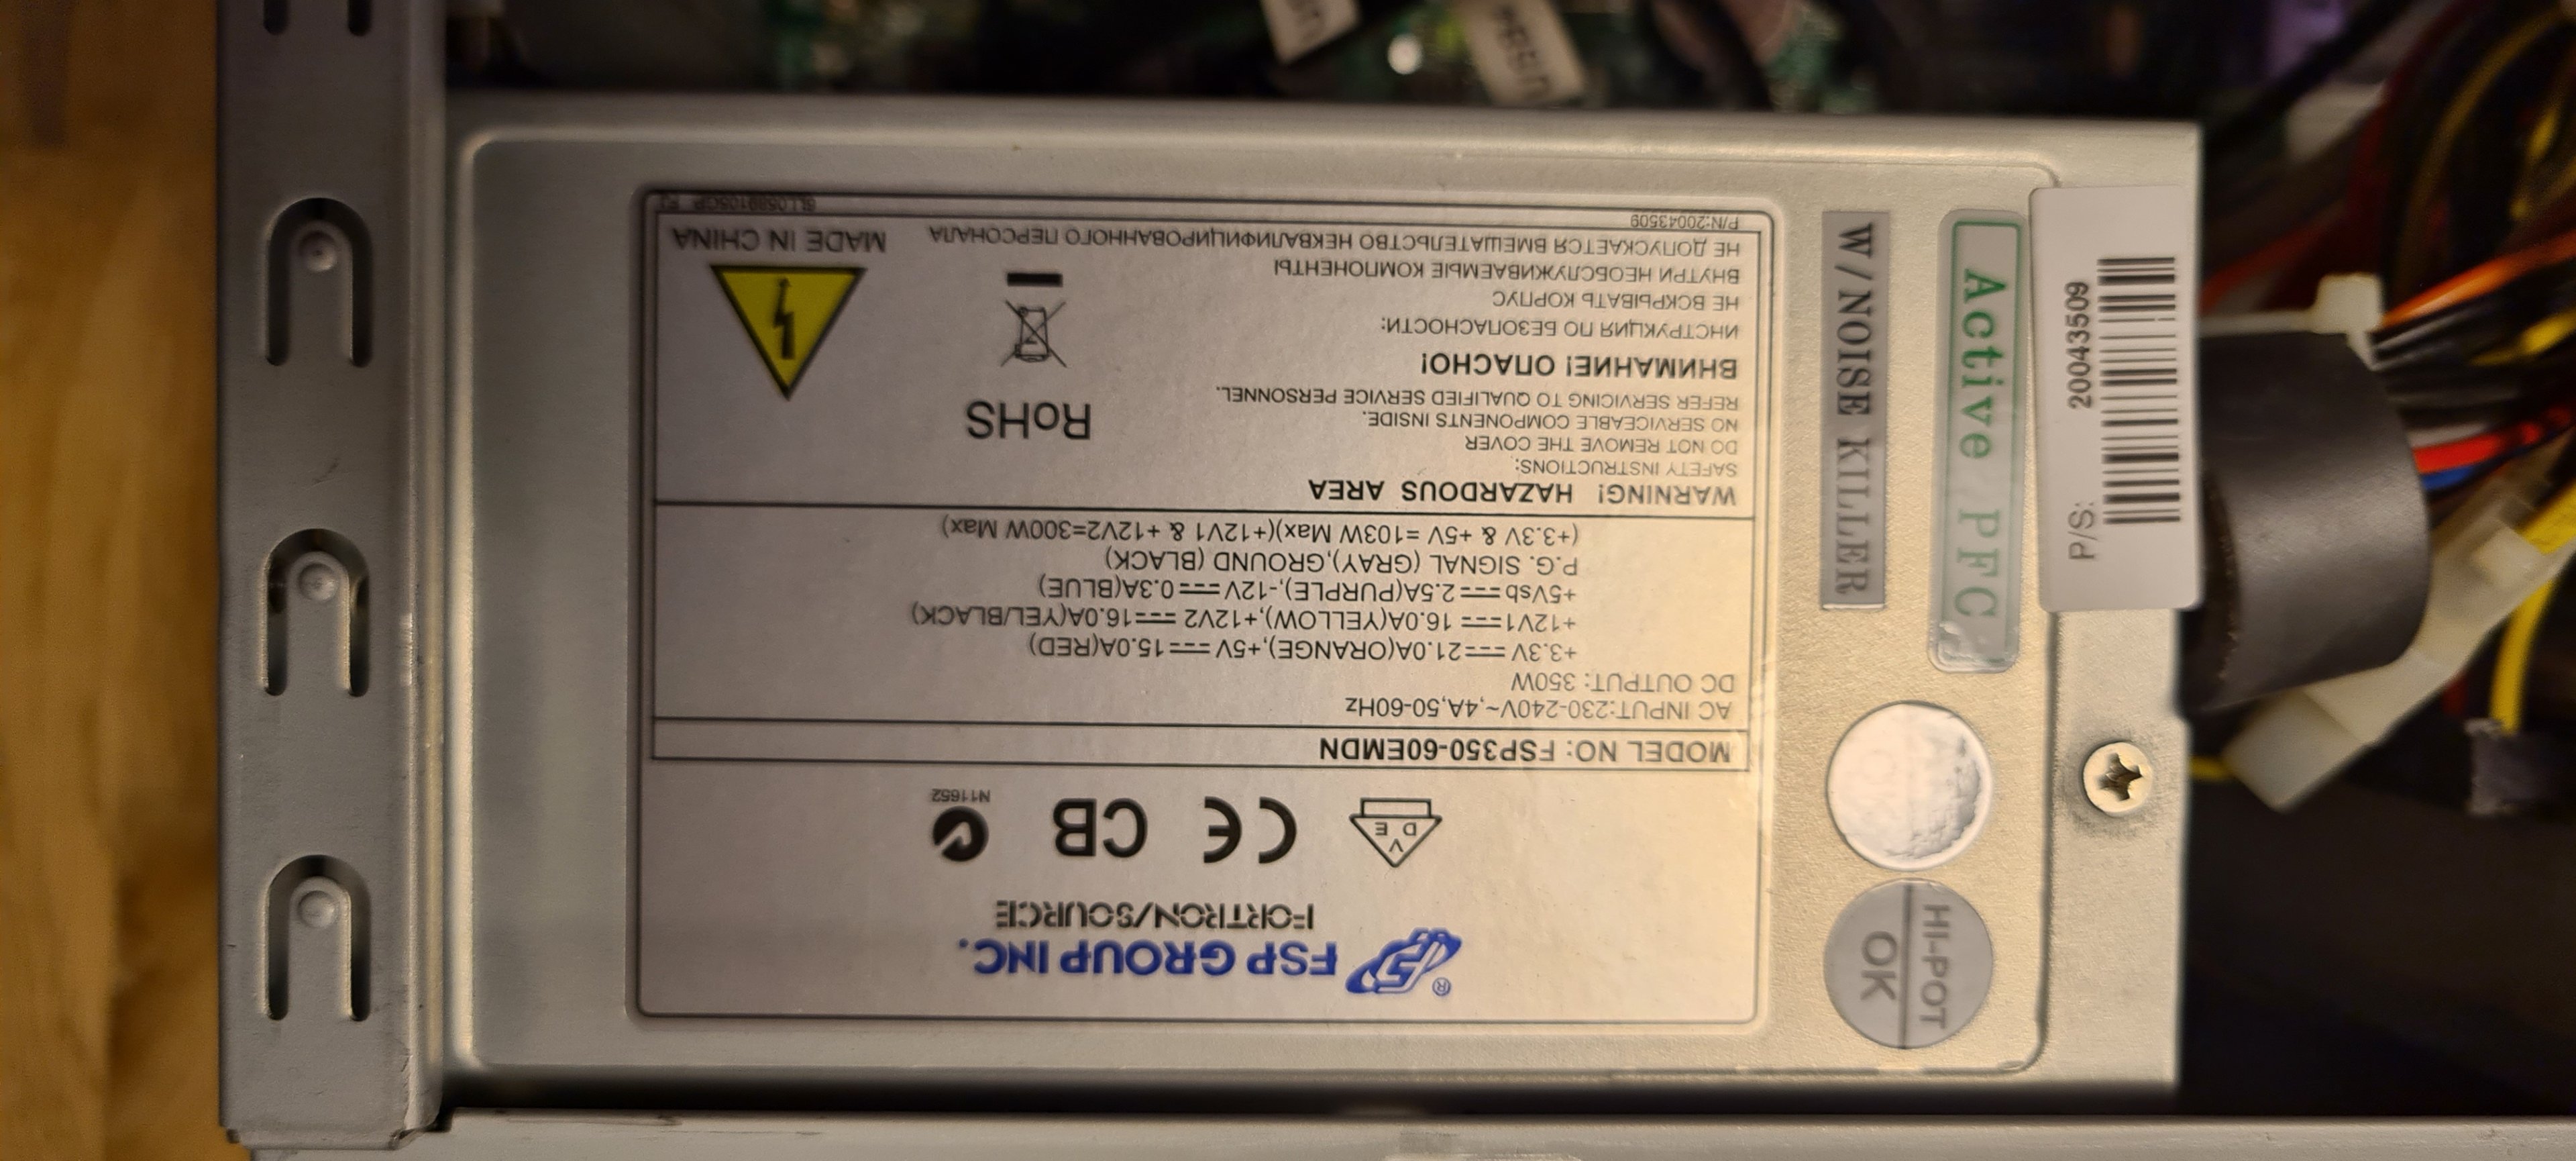 FSP GROUP INC.®
FORTRON/SOURCE
VDE CE CB
N11652
MODEL NO: FSP350-60EMDN
AC INPUT:230-240V~,4A,50-60Hz
DC OUTPUT: 350W
+3.3V ⎓ 21.0A(ORANGE),+5V ⎓ 15.0A(RED)
+12V1 ⎓ 16.0A(YELLOW),+12V2 ⎓ 16.0A(YEL/BLACK)
+5Vsb ⎓ 2.5A(PURPLE),-12V ⎓ 0.3A(BLUE)
P.G. SIGNAL (GRAY),GROUND (BLACK)
(+3.3V & +5V =103W Max)(+12V1 & +12V2=300W Max)
WARNING! HAZARDOUS AREA
SAFETY INSTRUCTIONS:
DO NOT REMOVE THE COVER
NO SERVICEABLE COMPONENTS INSIDE.
REFER SERVICING TO QUALIFIED SERVICE PERSONNEL.
RoHS
ВНИМАНИЕ! ОПАСНО!
ИНСТРУКЦИЯ ПО БЕЗОПАСНОСТИ:
НЕ ВСКРЫВАТЬ КОРПУС
ВНУТРИ НЕОБСЛУЖИВАЕМЫЕ КОМПОНЕНТЫ
НЕ ДОПУСКАЕТСЯ ВМЕШАТЕЛЬСТВО НЕКВАЛИФИЦИРОВАННОГО ПЕРСОНАЛА
MADE IN CHINA
P/N:20043509
W/NOISE KILLER
Active PFC
HI-POT
OK
P/S:
20043509
USB4